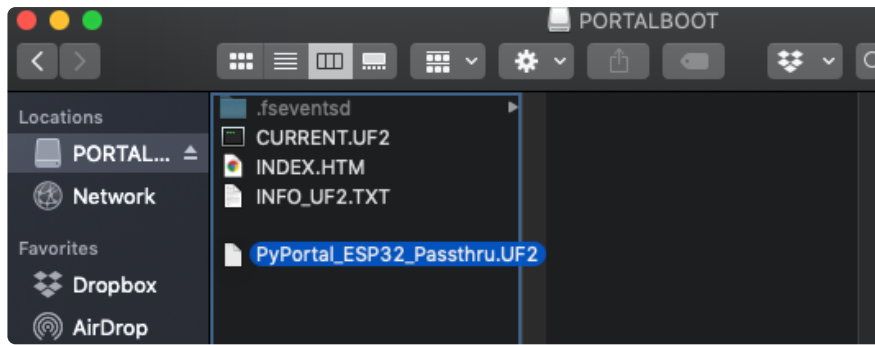 PORTALBOOT
Locations
PORTAL...
Network
Favorites
Dropbox
AirDrop
.fseventsd
CURRENT.UF2
INDEX.HTM
INFO_UF2.TXT
PyPortal_ESP32_Passthru.UF2